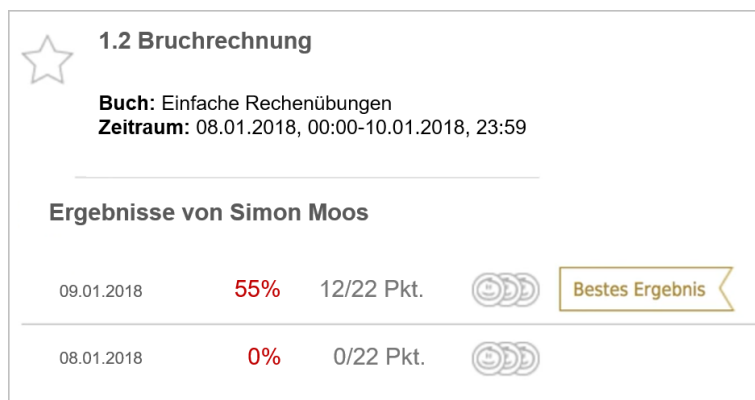 1.2 Bruchrechnung
Buch: Einfache Rechenübungen
Zeitraum: 08.01.2018, 00:00-10.01.2018, 23:59
Ergebnisse von Simon Moos
09.01.2018 55% 12/22 Pkt. Bestes Ergebnis
08.01.2018 0% 0/22 Pkt.